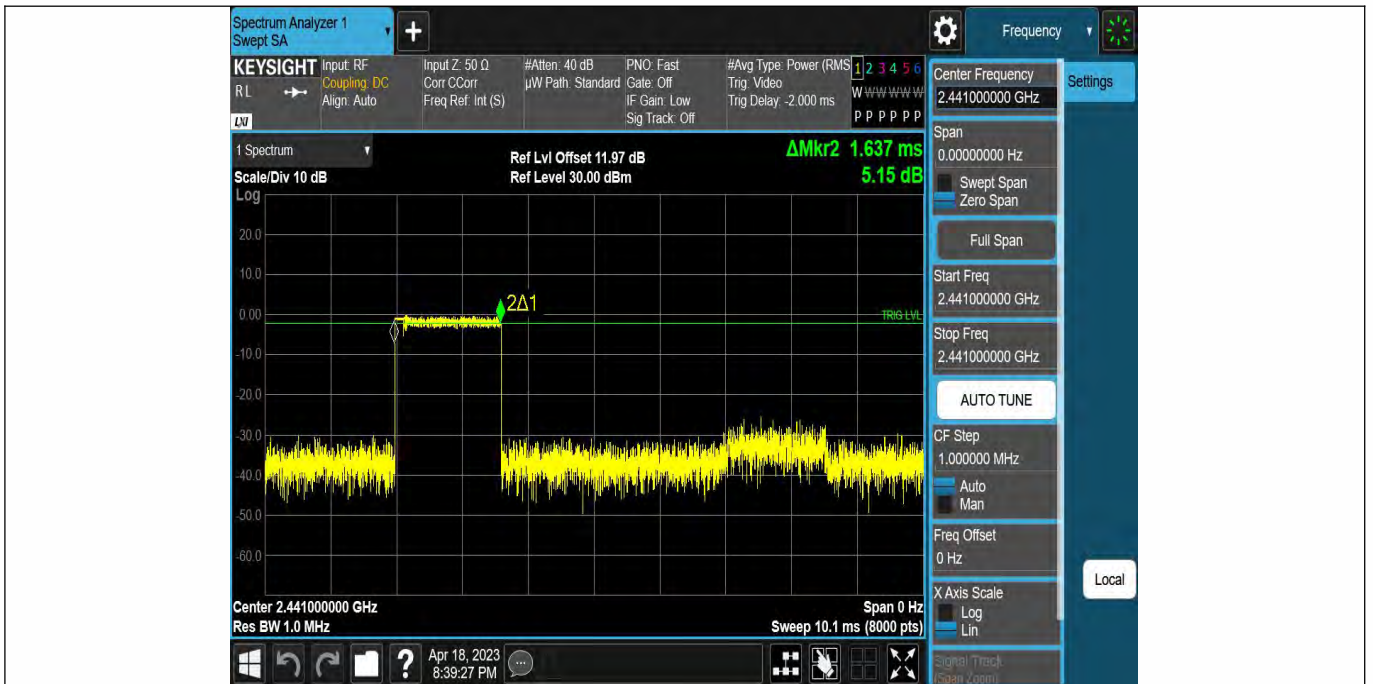 Spectrum Analyzer 1
Swept SA
Frequency
KEYSIGHT
RL
LXI
Input: RF
Coupling: DC
Align: Auto
Input Z: 50 Ω
Corr CCorr
Freq Ref: Int (S)
#Atten: 40 dB
µW Path: Standard
PNO: Fast
Gate: Off
IF Gain: Low
Sig Track: Off
#Avg Type: Power (RMS
Trig: Video
Trig Delay: -2.000 ms
1 2 3 4 5 6
W W W W W W
P P P P P P
1 Spectrum
Scale/Div 10 dB
Log
Ref Lvl Offset 11.97 dB
Ref Level 30.00 dBm
ΔMkr2 1.637 ms
5.15 dB
20.0
10.0
0.00
-10.0
-20.0
-30.0
-40.0
-50.0
-60.0
2Δ1
TRIG LVL
Center 2.441000000 GHz
Res BW 1.0 MHz
Span 0 Hz
Sweep 10.1 ms (8000 pts)
Center Frequency
2.441000000 GHz
Settings
Span
0.00000000 Hz
Swept Span
Zero Span
Full Span
Start Freq
2.441000000 GHz
Stop Freq
2.441000000 GHz
AUTO TUNE
CF Step
1.000000 MHz
Auto
Man
Freq Offset
0 Hz
X Axis Scale
Log
Lin
Signal Track
(Span Zoom)
Local
?
Apr 18, 2023
8:39:27 PM